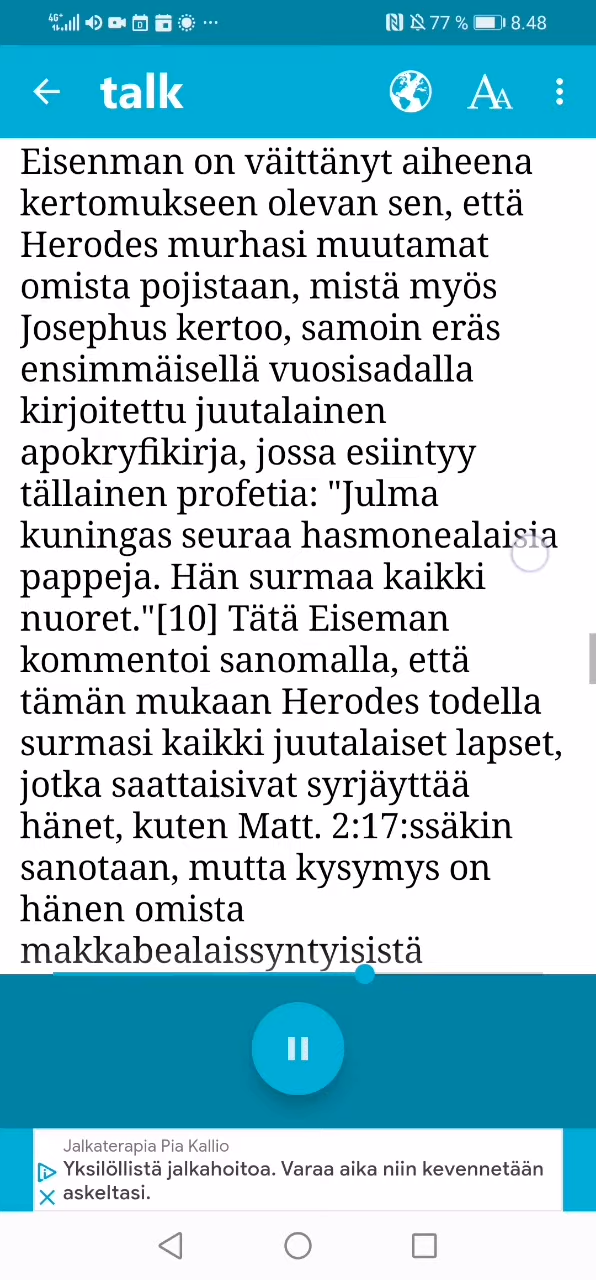 4G+ 77 % 8.48
talk
AA
Eisenman on väittänyt aiheena
kertomukseen olevan sen, että
Herodes murhasi muutamat
omista pojistaan, mistä myös
Josephus kertoo, samoin eräs
ensimmäisellä vuosisadalla
kirjoitettu juutalainen
apokryfikirja, jossa esiintyy
tällainen profetia: "Julma
kuningas seuraa hasmonealaisia
pappeja. Hän surmaa kaikki
nuoret."[10] Tätä Eiseman
kommentoi sanomalla, että
tämän mukaan Herodes todella
surmasi kaikki juutalaiset lapset,
jotka saattaisivat syrjäyttää
hänet, kuten Matt. 2:17:ssäkin
sanotaan, mutta kysymys on
hänen omista
makkabealaissyntyisistä
Jalkaterapia Pia Kallio
Yksilöllistä jalkahoitoa. Varaa aika niin kevennetään
askeltasi.